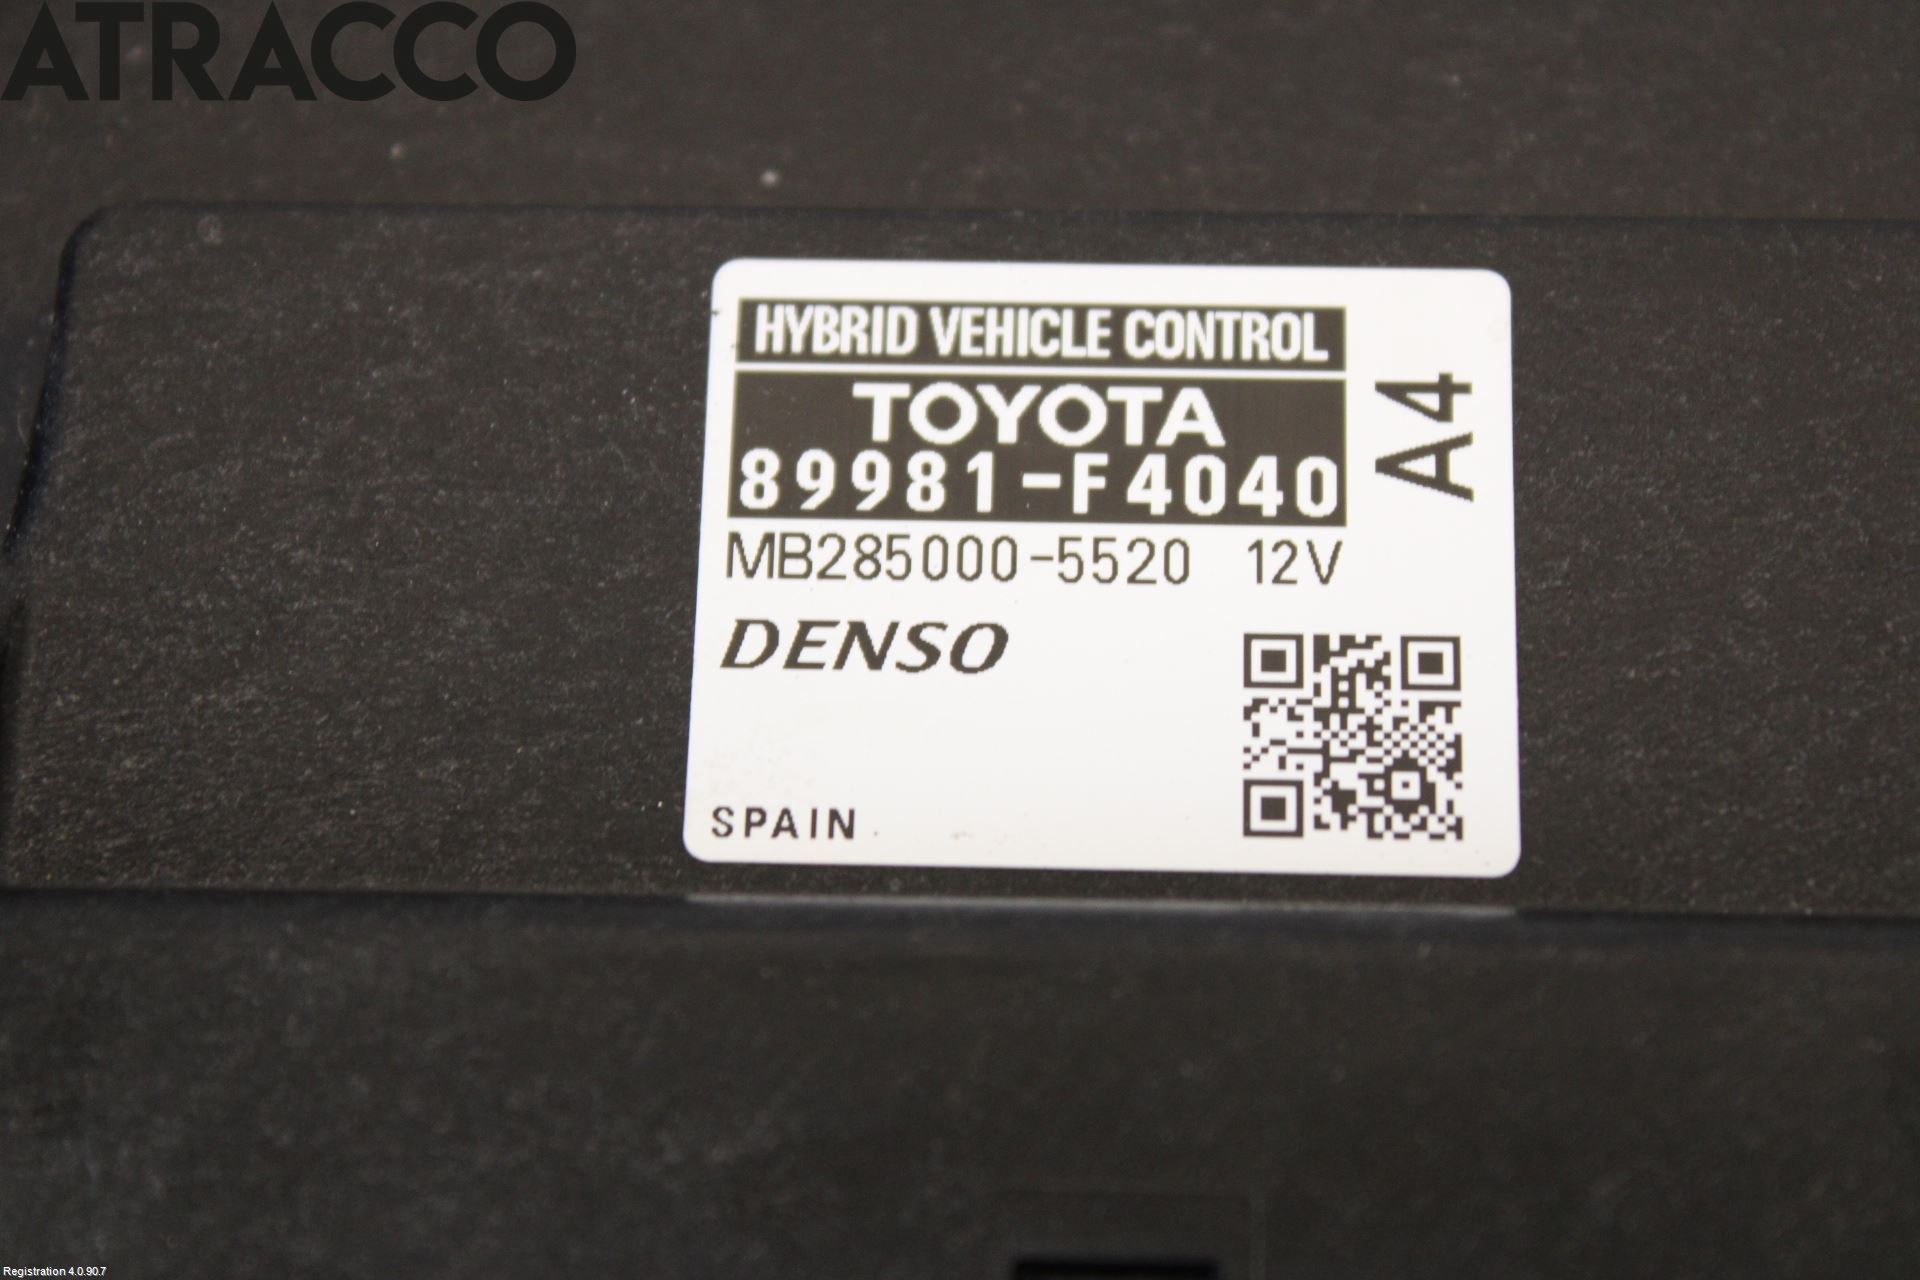 ATRACCO
HYBRID VEHICLE CONTROL
TOYOTA
89981-F4040
A4
MB285000-5520 12V
DENSO
SPAIN
Registration 4.0.90.7